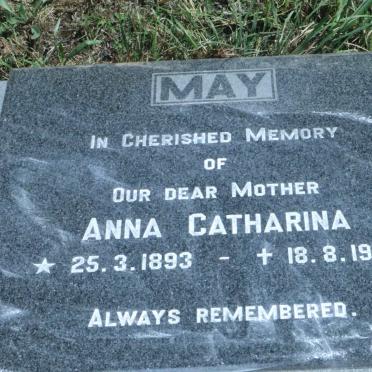 MAY
IN CHERISHED MEMORY
OF
OUR DEAR MOTHER
ANNA CATHARINA
★ 25.3.1893 - ✝ 18.8.19
ALWAYS REMEMBERED.